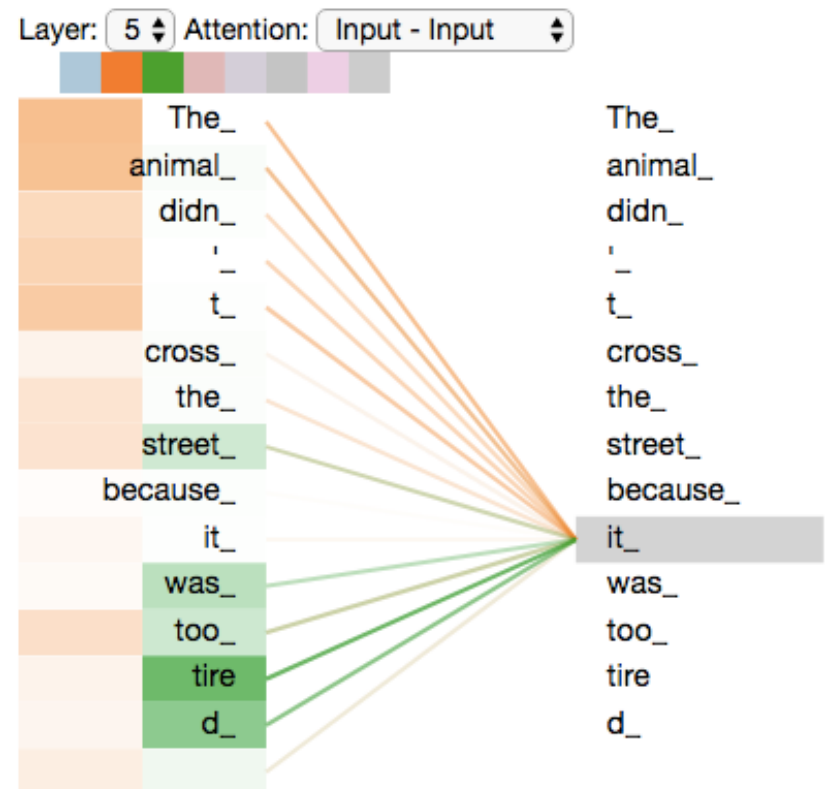 Layer: 5 Attention: Input - Input
The_ The_
animal_ animal_
didn_ didn_
'_ '_
t_ t_
cross_ cross_
the_ the_
street_ street_
because_ because_
it_ it_
was_ was_
too_ too_
tire tire
d_ d_